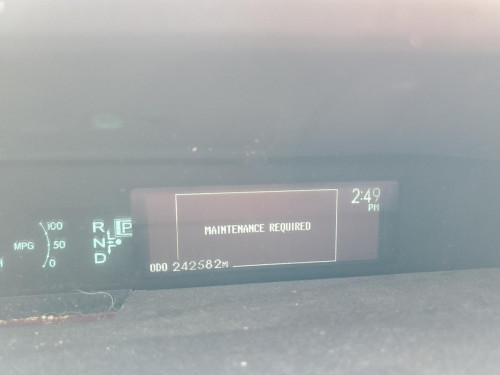 2:49
PM
MAINTENANCE REQUIRED
ODO 242582M
100
MPG 50
0
R P
N
D